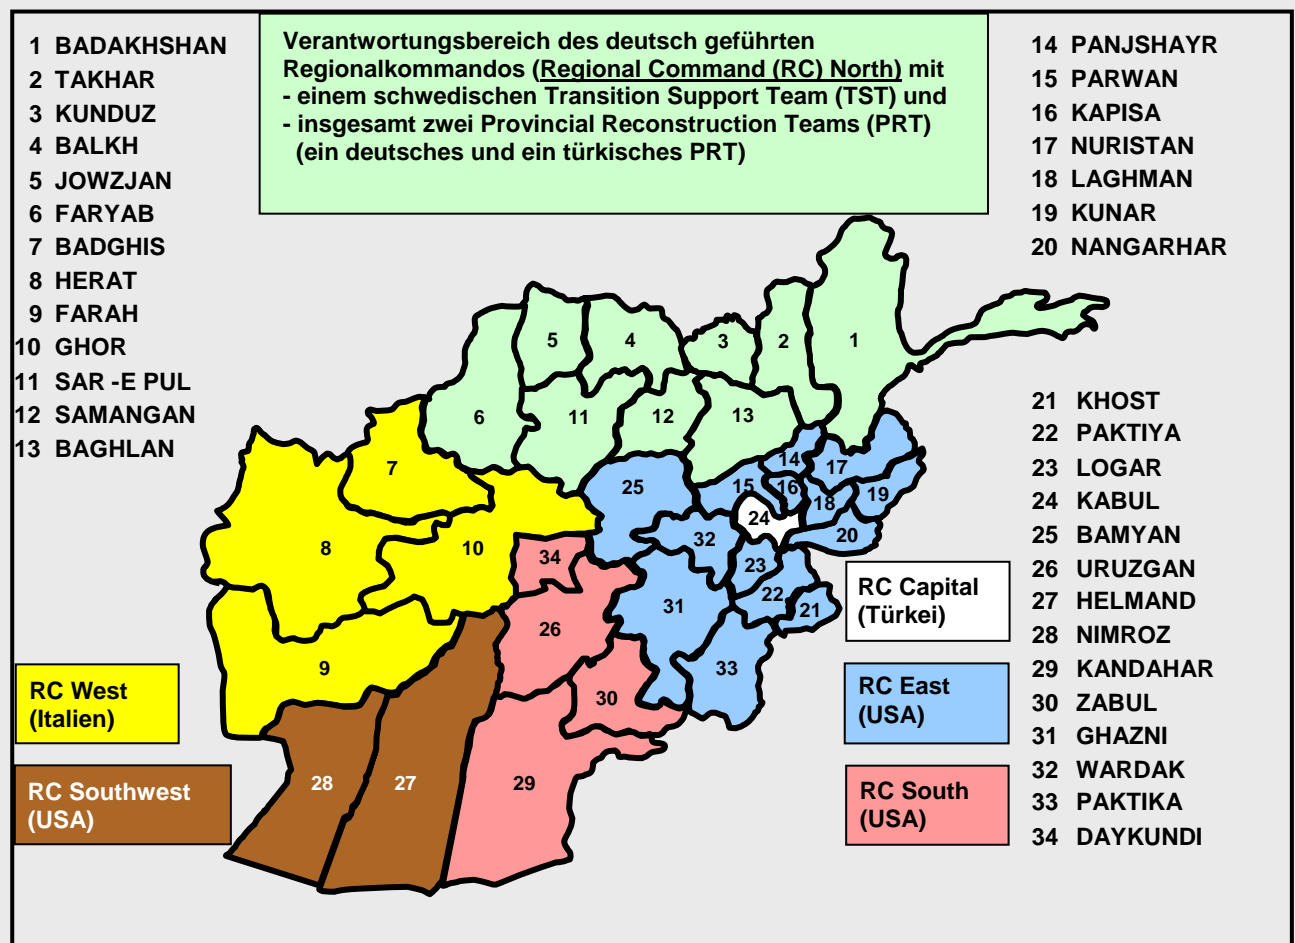 1 BADAKHSHAN
2 TAKHAR
3 KUNDUZ
4 BALKH
5 JOWZJAN
6 FARYAB
7 BADGHIS
8 HERAT
9 FARAH
10 GHOR
11 SAR -E PUL
12 SAMANGAN
13 BAGHLAN
Verantwortungsbereich des deutsch geführten
Regionalkommandos (Regional Command (RC) North) mit
- einem schwedischen Transition Support Team (TST) und
- insgesamt zwei Provincial Reconstruction Teams (PRT)
(ein deutsches und ein türkisches PRT)
14 PANJSHAYR
15 PARWAN
16 KAPISA
17 NURISTAN
18 LAGHMAN
19 KUNAR
20 NANGARHAR
21 KHOST
22 PAKTIYA
23 LOGAR
24 KABUL
25 BAMYAN
26 URUZGAN
27 HELMAND
28 NIMROZ
29 KANDAHAR
30 ZABUL
31 GHAZNI
32 WARDAK
33 PAKTIKA
34 DAYKUNDI
5
4
3
2
1
6
11
12
13
7
25
15
14
16
17
18
19
24
20
8
10
34
32
23
22
21
31
26
33
9
30
28
27
29
RC Capital
(Türkei)
RC West
(Italien)
RC East
(USA)
RC Southwest
(USA)
RC South
(USA)